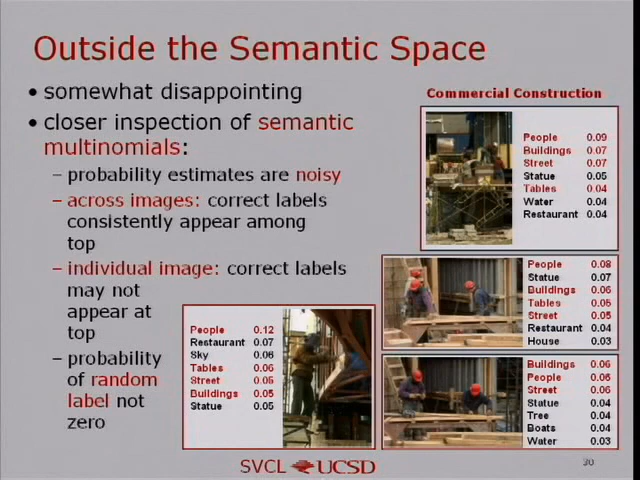 Outside the Semantic Space
• somewhat disappointing
• closer inspection of semantic
multinomials:
– probability estimates are noisy
– across images: correct labels
consistently appear among
top
– individual image: correct labels
may not
appear at
top
– probability
of random
label not
zero
Commercial Construction
People 0.09
Buildings 0.07
Street 0.07
Statue 0.05
Tables 0.04
Water 0.04
Restaurant 0.04
People 0.08
Statue 0.07
Buildings 0.06
Tables 0.05
Street 0.05
Restaurant 0.04
House 0.03
People 0.12
Restaurant 0.07
Sky 0.06
Tables 0.06
Street 0.05
Buildings 0.05
Statue 0.05
Buildings 0.06
People 0.06
Street 0.06
Statue 0.04
Tree 0.04
Boats 0.04
Water 0.03
SVCL UCSD
30